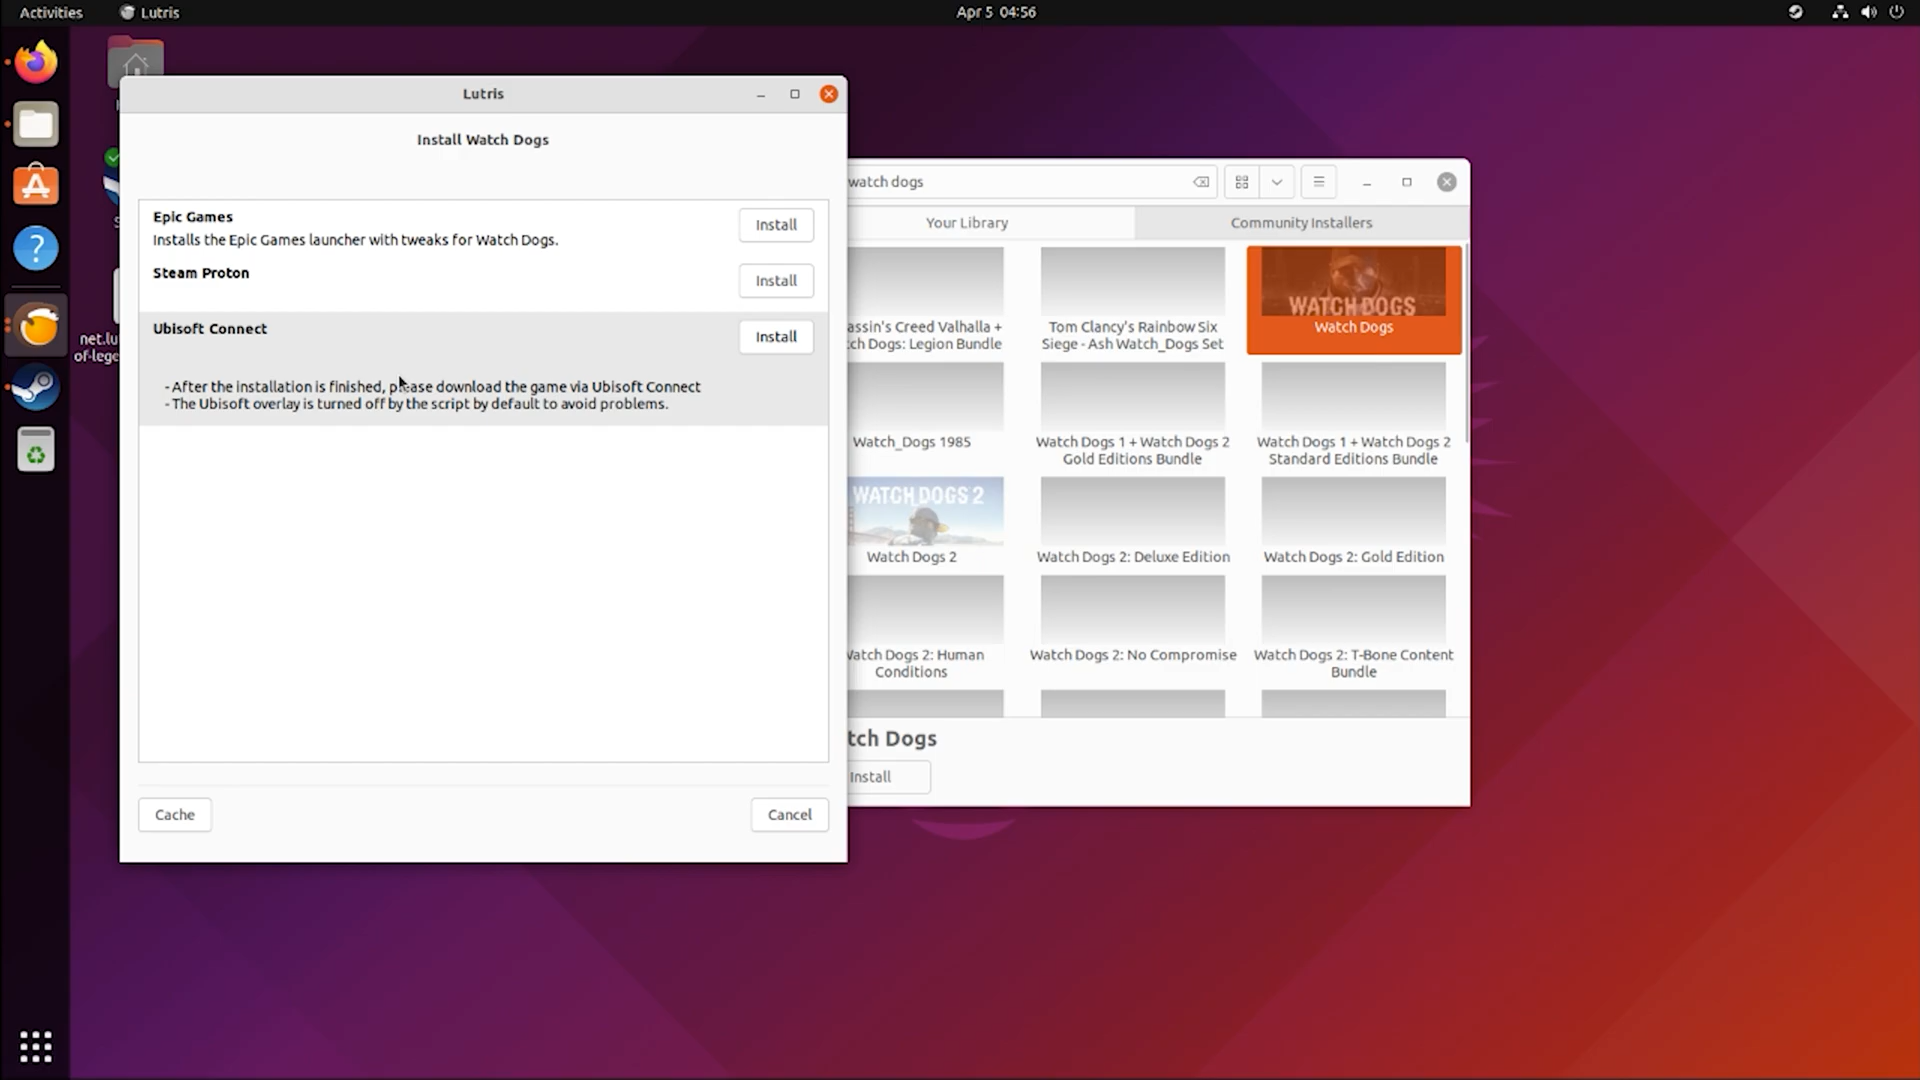 Activities
Lutris
Apr 5 04:56
Lutris
Install Watch Dogs
Epic Games
Install
Installs the Epic Games launcher with tweaks for Watch Dogs.
Steam Proton
Install
Ubisoft Connect
Install
- After the installation is finished, please download the game via Ubisoft Connect
- The Ubisoft overlay is turned off by the script by default to avoid problems.
Cache
Cancel
net.lu
of-lege
watch dogs
Your Library
Community Installers
assin's Creed Valhalla +
tch Dogs: Legion Bundle
Tom Clancy's Rainbow Six
Siege - Ash Watch_Dogs Set
WATCH DOGS
Watch Dogs
Watch_Dogs 1985
Watch Dogs 1 + Watch Dogs 2
Gold Editions Bundle
Watch Dogs 1 + Watch Dogs 2
Standard Editions Bundle
WATCH DOGS 2
Watch Dogs 2
Watch Dogs 2: Deluxe Edition
Watch Dogs 2: Gold Edition
Watch Dogs 2: Human
Conditions
Watch Dogs 2: No Compromise
Watch Dogs 2: T-Bone Content
Bundle
tch Dogs
Install